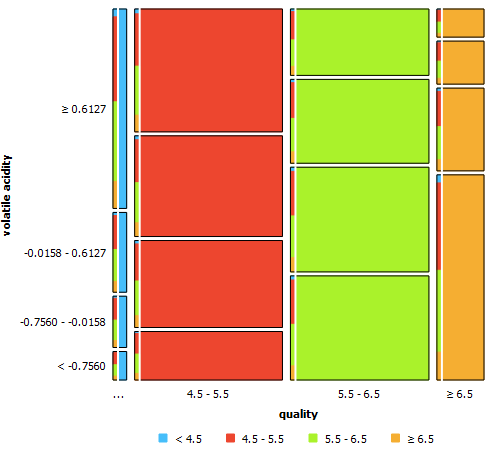 ≥ 0.6127
volatile acidity
-0.0158 - 0.6127
-0.7560 - -0.0158
< -0.7560
... 4.5 - 5.5 5.5 - 6.5 ≥ 6.5
quality
< 4.5 4.5 - 5.5 5.5 - 6.5 ≥ 6.5